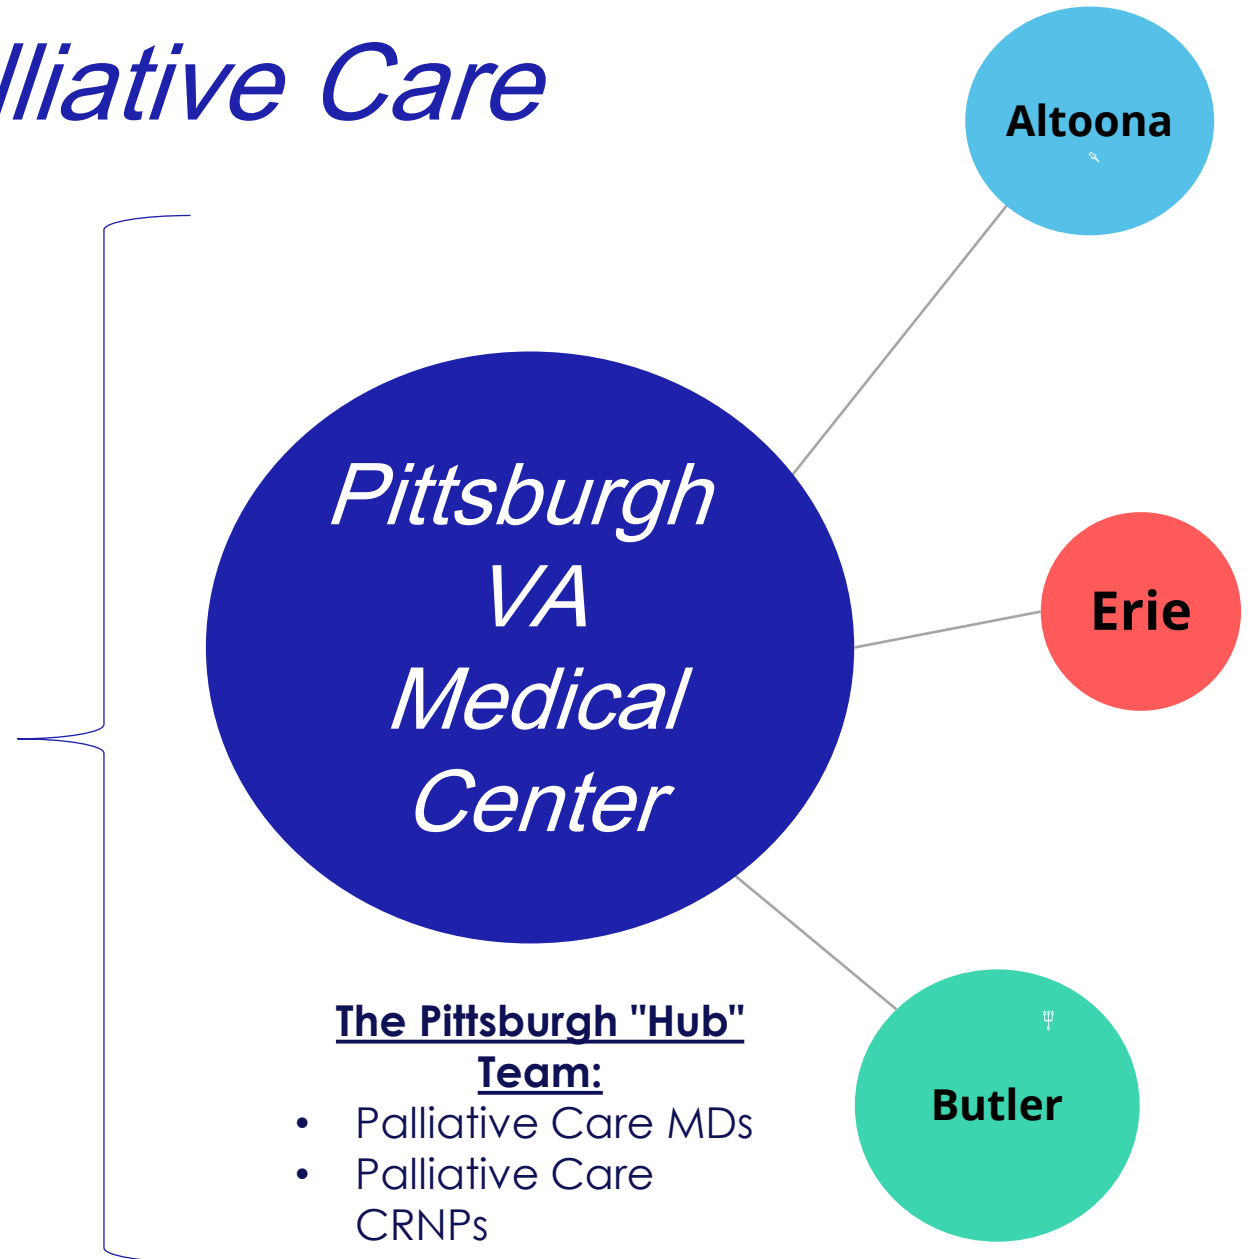 lliative Care
Altoona
Pittsburgh
VA
Medical
Center
Erie
The Pittsburgh "Hub"
Team:
• Palliative Care MDs
• Palliative Care
CRNPs
Butler